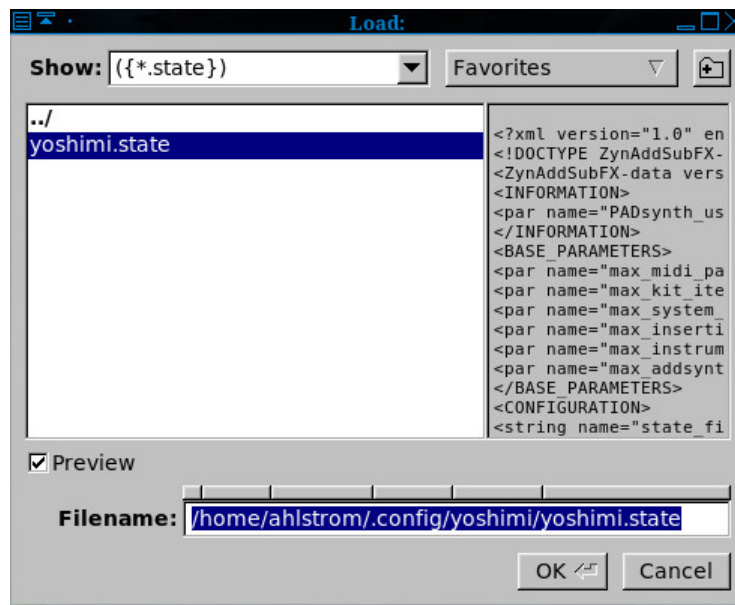 Load:
Show: ({*.state}) Favorites
../
yoshimi.state
<?xml version="1.0" en
<!DOCTYPE ZynAddSubFX-
<ZynAddSubFX-data vers
<INFORMATION>
<par name="PADsynth_us
</INFORMATION>
<BASE_PARAMETERS>
<par name="max_midi_pa
<par name="max_kit_ite
<par name="max_system_
<par name="max_inserti
<par name="max_instrum
<par name="max_addsynt
</BASE_PARAMETERS>
<CONFIGURATION>
<string name="state_fi
Preview
Filename: /home/ahlstrom/.config/yoshimi/yoshimi.state
OK Cancel